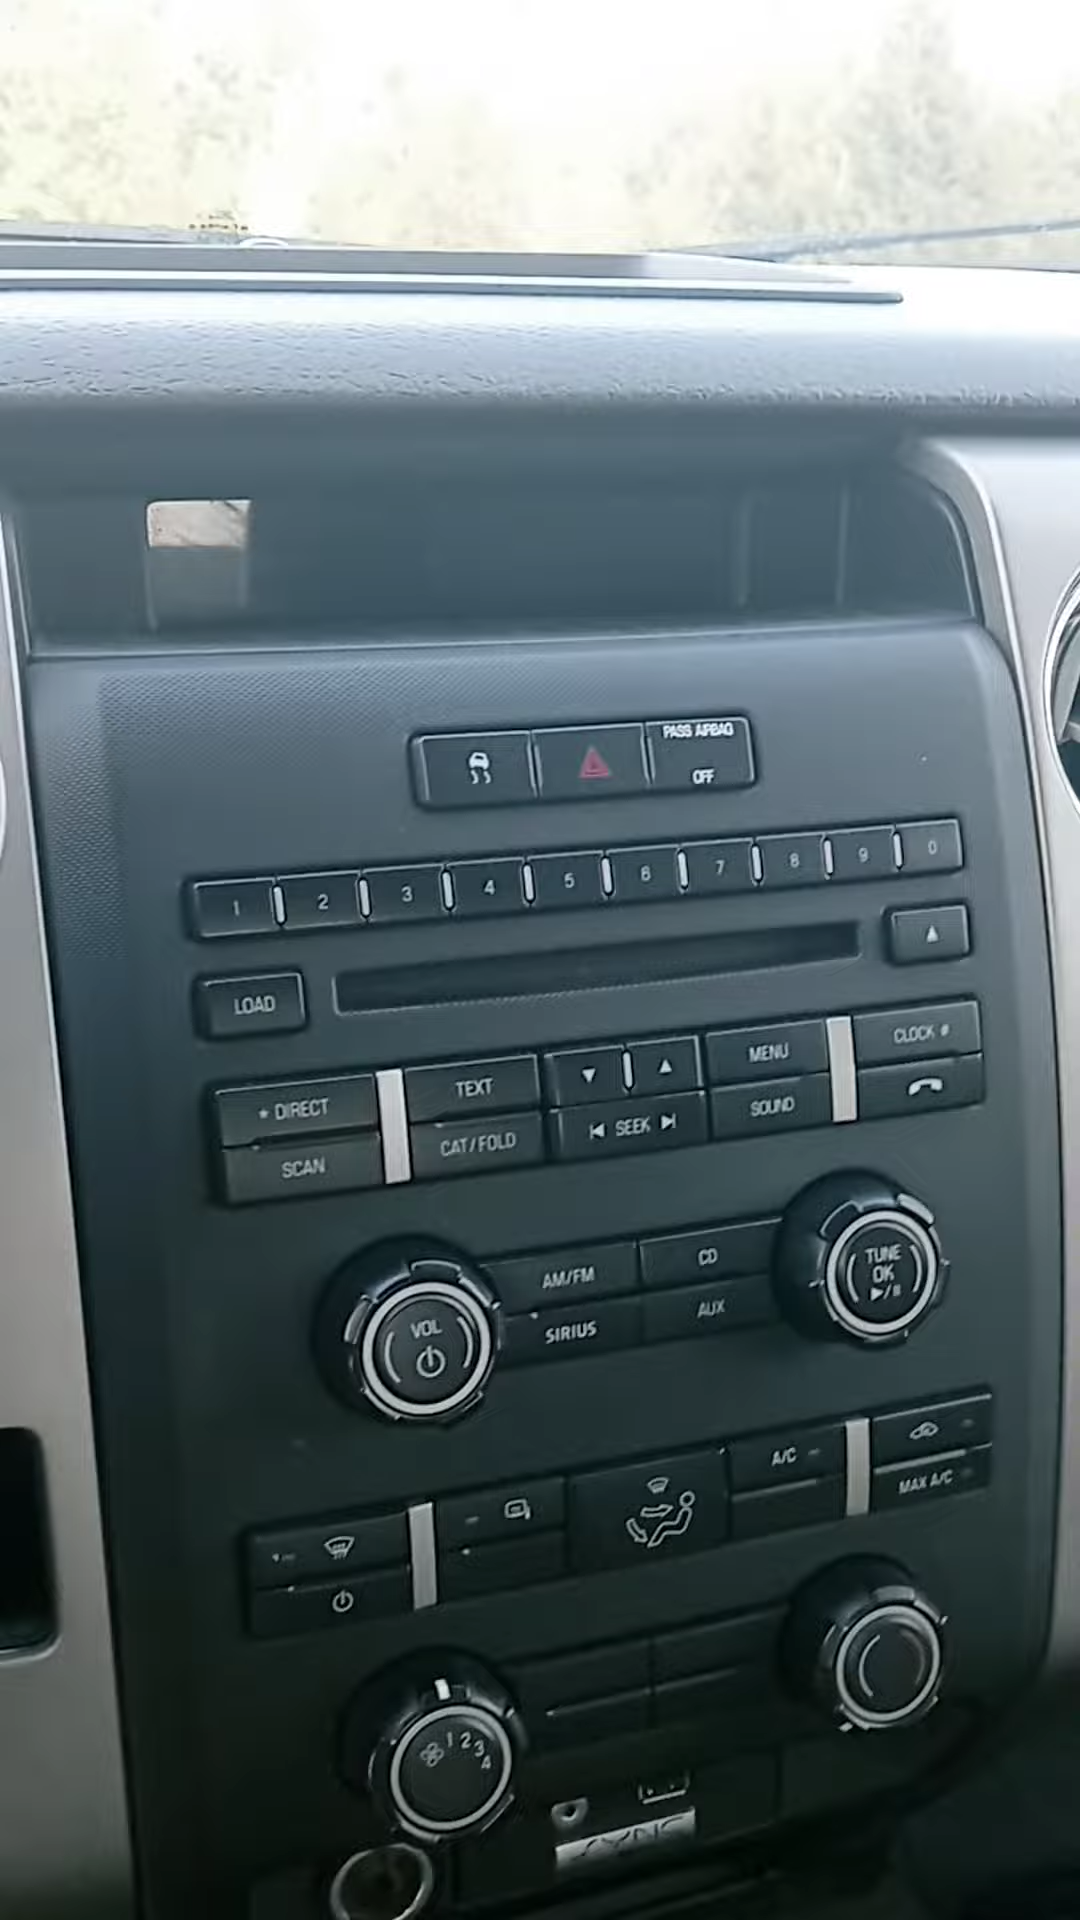 PASS AIRBAG
OFF
1 2 3 4 5 6 7 8 9 0
LOAD
CLOCK #
MENU
TEXT
* DIRECT
SOUND
SEEK
CAT/FOLD
SCAN
TUNE
OK
CD
AM/FM
AUX
SIRIUS
VOL
A/C
MAX A/C
1 2 3 4
SYNC